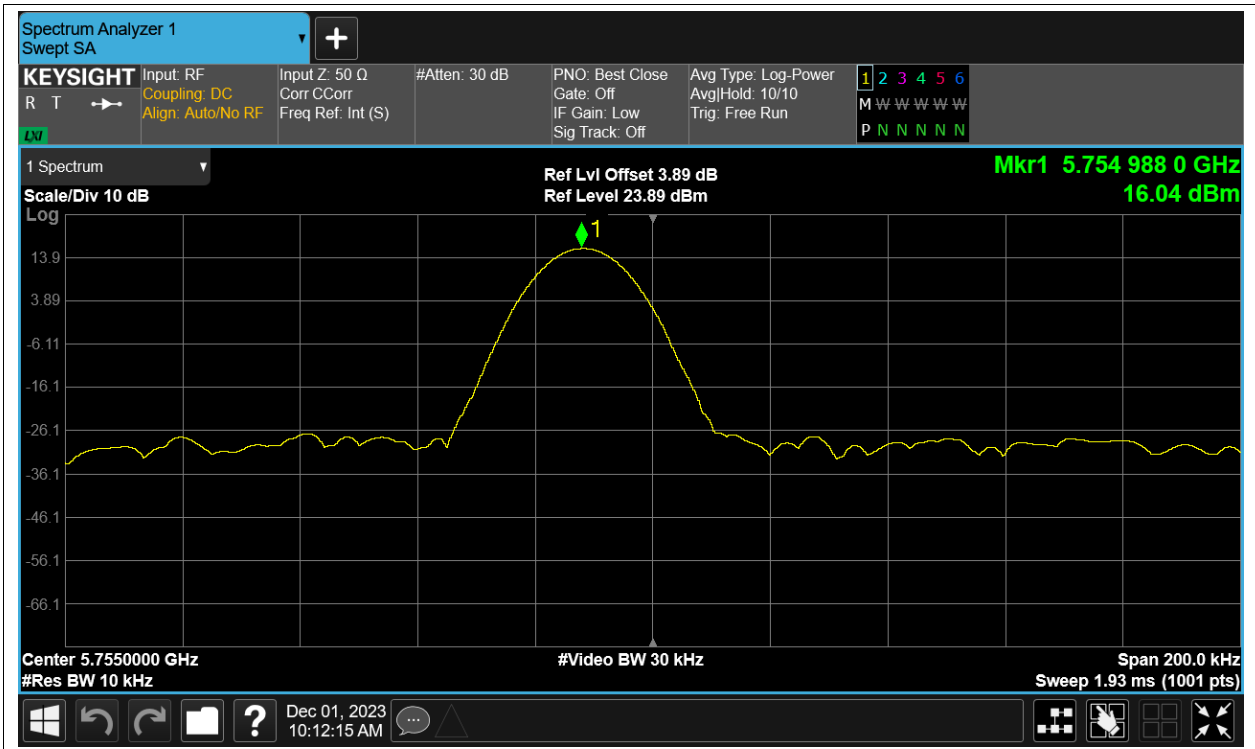 Spectrum Analyzer 1
Swept SA
KEYSIGHT
R T
LXI
Input: RF
Coupling: DC
Align: Auto/No RF
Input Z: 50 Ω
Corr CCorr
Freq Ref: Int (S)
#Atten: 30 dB
PNO: Best Close
Gate: Off
IF Gain: Low
Sig Track: Off
Avg Type: Log-Power
Avg|Hold: 10/10
Trig: Free Run
1 2 3 4 5 6
M W W W W W
P N N N N N
1 Spectrum
Scale/Div 10 dB
Ref Lvl Offset 3.89 dB
Ref Level 23.89 dBm
Mkr1 5.754 988 0 GHz
16.04 dBm
Log
1
13.9
3.89
-6.11
-16.1
-26.1
-36.1
-46.1
-56.1
-66.1
Center 5.7550000 GHz
#Video BW 30 kHz
Span 200.0 kHz
#Res BW 10 kHz
Sweep 1.93 ms (1001 pts)
?
Dec 01, 2023
10:12:15 AM